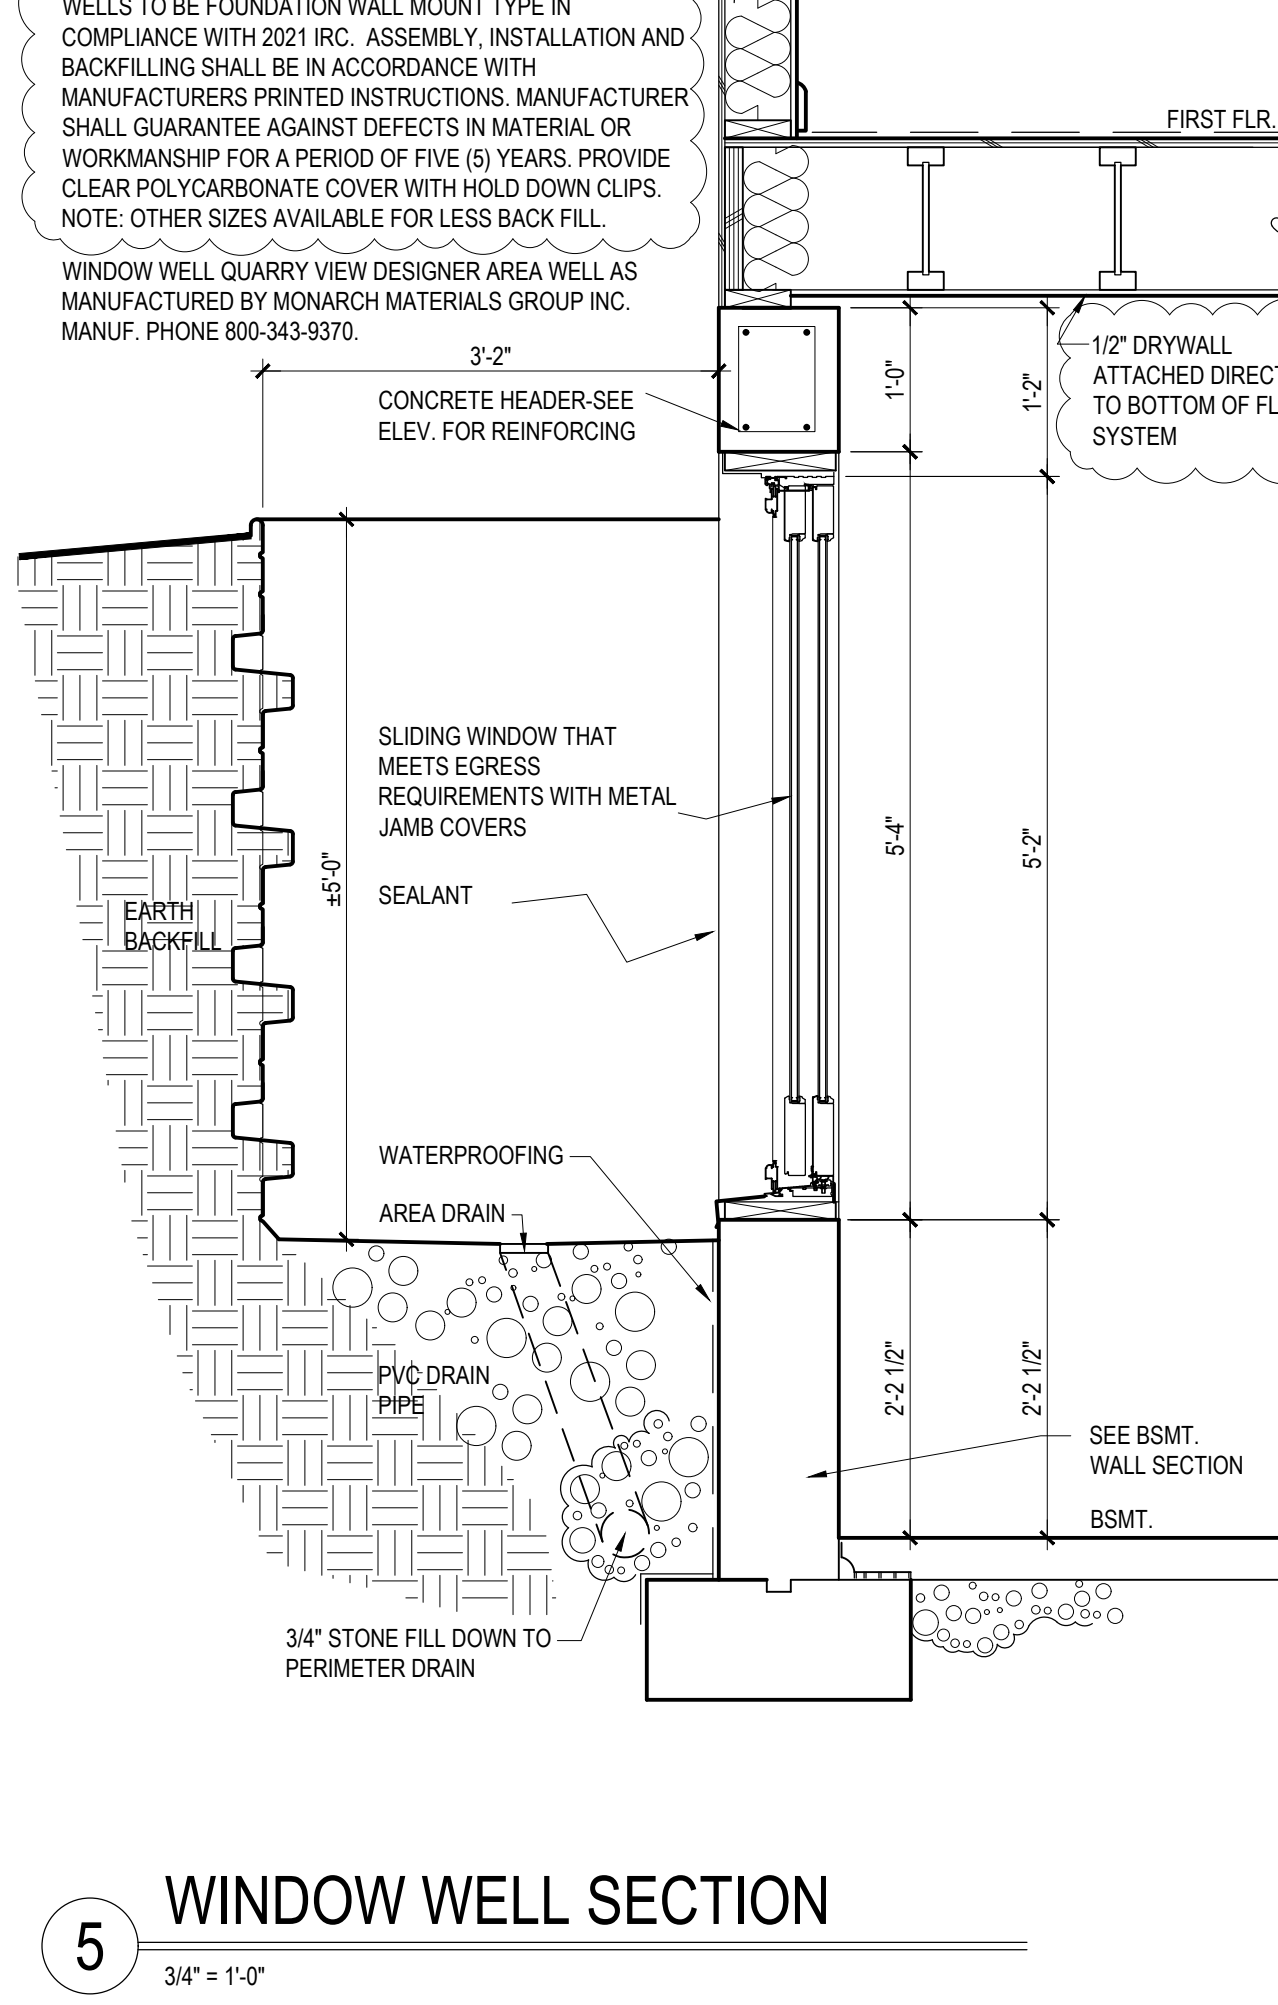 WELLS TO BE FOUNDATION WALL MOUNT TYPE IN
COMPLIANCE WITH 2021 IRC. ASSEMBLY, INSTALLATION AND
BACKFILLING SHALL BE IN ACCORDANCE WITH
MANUFACTURERS PRINTED INSTRUCTIONS. MANUFACTURER
SHALL GUARANTEE AGAINST DEFECTS IN MATERIAL OR
WORKMANSHIP FOR A PERIOD OF FIVE (5) YEARS. PROVIDE
CLEAR POLYCARBONATE COVER WITH HOLD DOWN CLIPS.
NOTE: OTHER SIZES AVAILABLE FOR LESS BACK FILL.
WINDOW WELL QUARRY VIEW DESIGNER AREA WELL AS
MANUFACTURED BY MONARCH MATERIALS GROUP INC.
MANUF. PHONE 800-343-9370.
FIRST FLR.
3'-2"
CONCRETE HEADER-SEE
ELEV. FOR REINFORCING
1'-0"
1'-2"
1/2" DRYWALL
ATTACHED DIRECT
TO BOTTOM OF FL
SYSTEM
SLIDING WINDOW THAT
MEETS EGRESS
REQUIREMENTS WITH METAL
JAMB COVERS
±5'-0"
5'-4"
5'-2"
SEALANT
EARTH
BACKFILL
WATERPROOFING
AREA DRAIN
PVC DRAIN
PIPE
2'-2 1/2"
2'-2 1/2"
SEE BSMT.
WALL SECTION
BSMT.
3/4" STONE FILL DOWN TO
PERIMETER DRAIN
5
WINDOW WELL SECTION
3/4" = 1'-0"